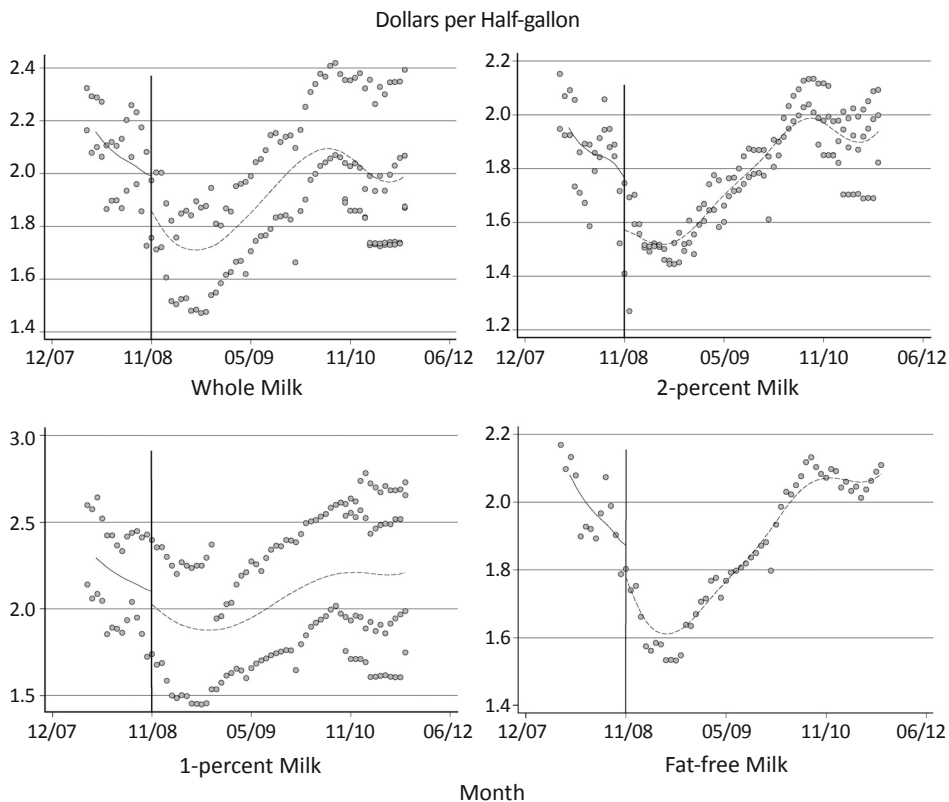 Dollars per Half-gallon
2.4
2.2
2.0
1.8
1.6
1.4
12/07 11/08 05/09 11/10 06/12
Whole Milk
2.2
2.0
1.8
1.6
1.4
1.2
12/07 11/08 05/09 11/10 06/12
2-percent Milk
3.0
2.5
2.0
1.5
12/07 11/08 05/09 11/10 06/12
1-percent Milk
2.2
2.0
1.8
1.6
1.4
12/07 11/08 05/09 11/10 06/12
Fat-free Milk
Month